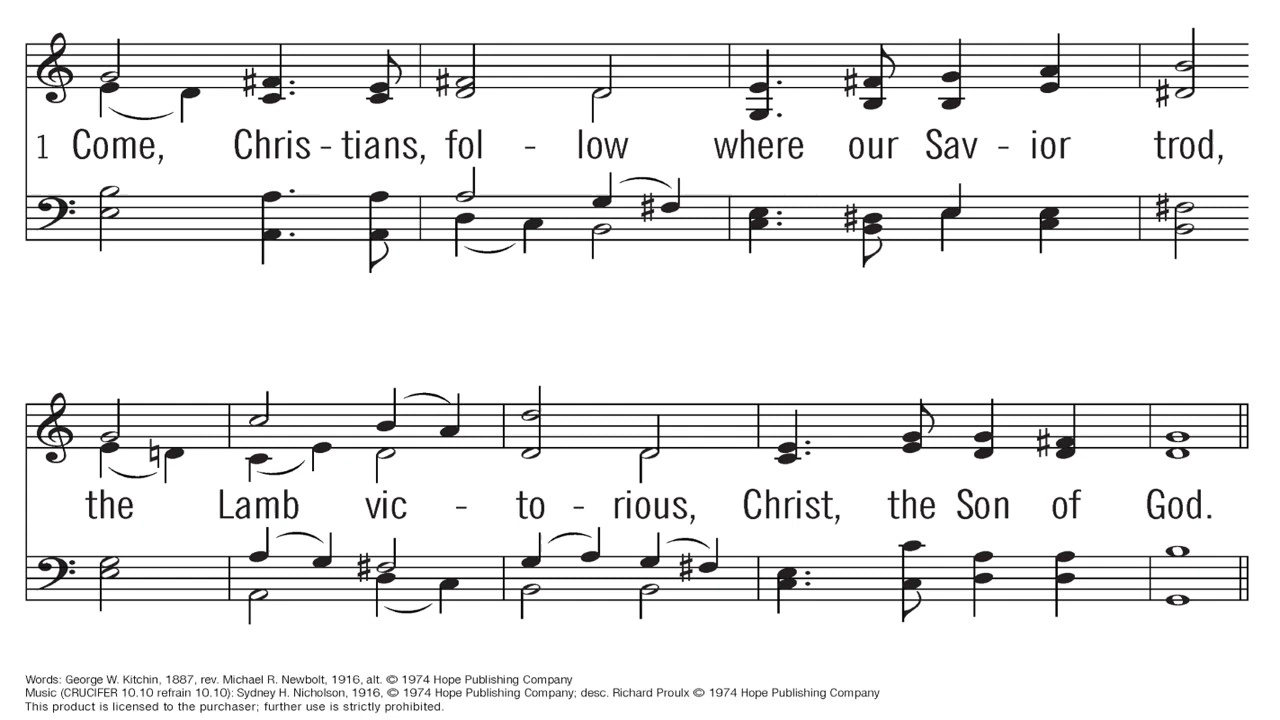 1 Come, Chris - tians, fol - low where our Sav - ior trod,
the Lamb vic - to - rious, Christ, the Son of God.
Words: George W. Kitchin, 1887, rev. Michael R. Newbolt, 1916, alt. © 1974 Hope Publishing Company
Music (CRUCIFER 10.10 refrain 10.10): Sydney H. Nicholson, 1916, © 1974 Hope Publishing Company; desc. Richard Proulx © 1974 Hope Publishing Company
This product is licensed to the purchaser; further use is strictly prohibited.